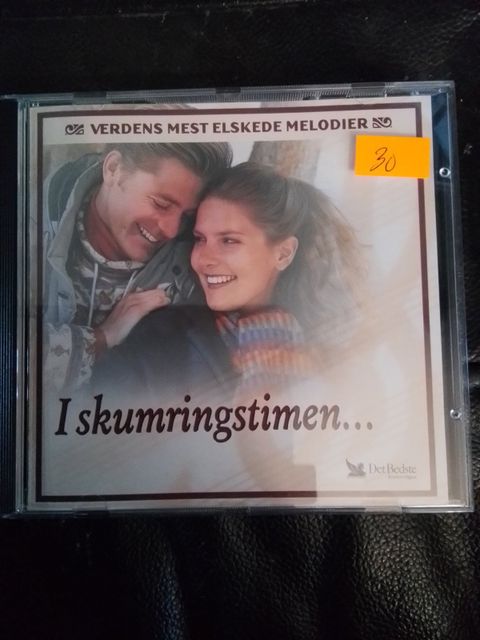 VERDENS MEST ELSKEDE MELODIER
30
I skumringstimen...
Det Bedste